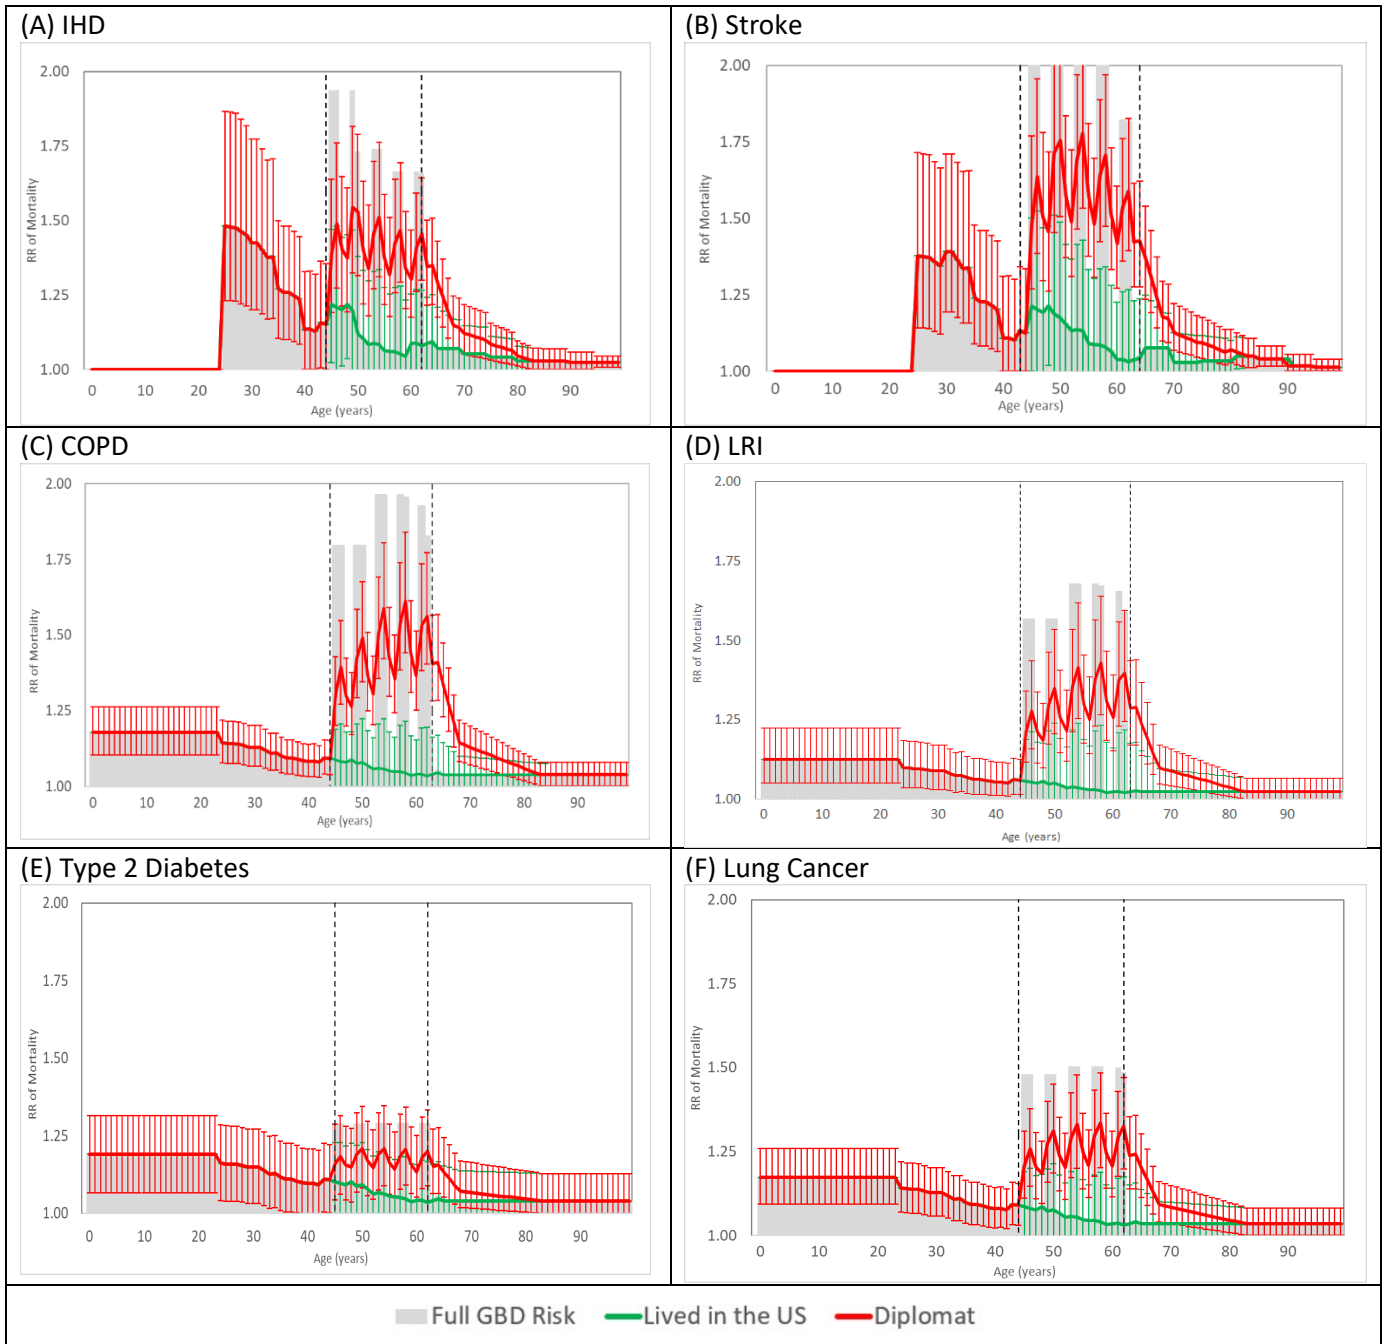 (A) IHD
2.00
1.75
1.50
1.25
1.00
RR of Mortality
0 10 20 30 40 50 60 70 80 90
Age (years)
(B) Stroke
2.00
1.75
1.50
1.25
1.00
RR of Mortality
0 10 20 30 40 50 60 70 80 90
Age (years)
(C) COPD
2.00
1.75
1.50
1.25
1.00
RR of Mortality
0 10 20 30 40 50 60 70 80 90
Age (years)
(D) LRI
2.00
1.75
1.50
1.25
1.00
RR of Mortality
0 10 20 30 40 50 60 70 80 90
Age (years)
(E) Type 2 Diabetes
2.00
1.75
1.50
1.25
1.00
RR of Mortality
0 10 20 30 40 50 60 70 80 90
Age (years)
(F) Lung Cancer
2.00
1.75
1.50
1.25
1.00
RR of Mortality
0 10 20 30 40 50 60 70 80 90
Age (years)
Full GBD Risk Lived in the US Diplomat